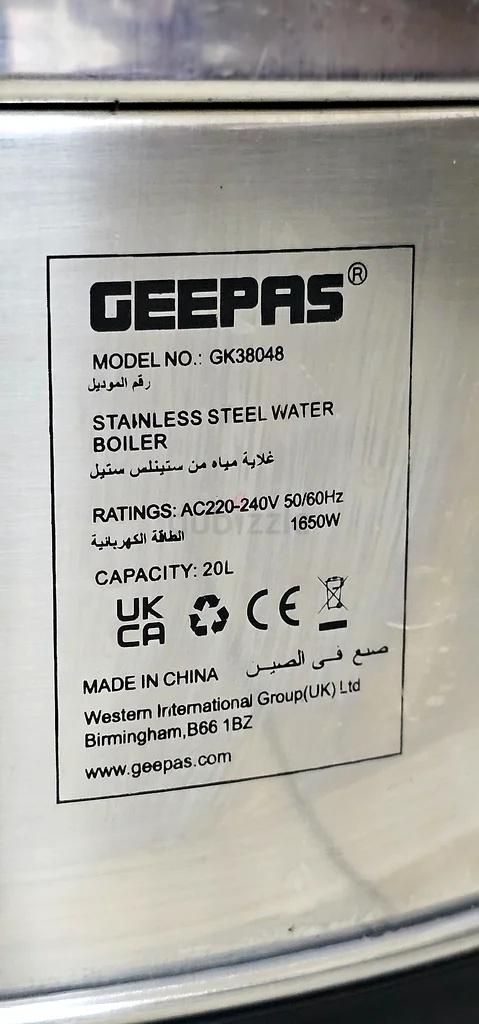 GEEPAS®
MODEL NO.: GK38048
رقم الموديل
STAINLESS STEEL WATER
BOILER
غلاية مياه من ستينلس ستيل
RATINGS: AC220-240V 50/60Hz
1650W
الطاقة الكهربائية
CAPACITY: 20L
UK
CA
CE
صنع في الصين
MADE IN CHINA
Western International Group(UK) Ltd
Birmingham,B66 1BZ
www.geepas.com